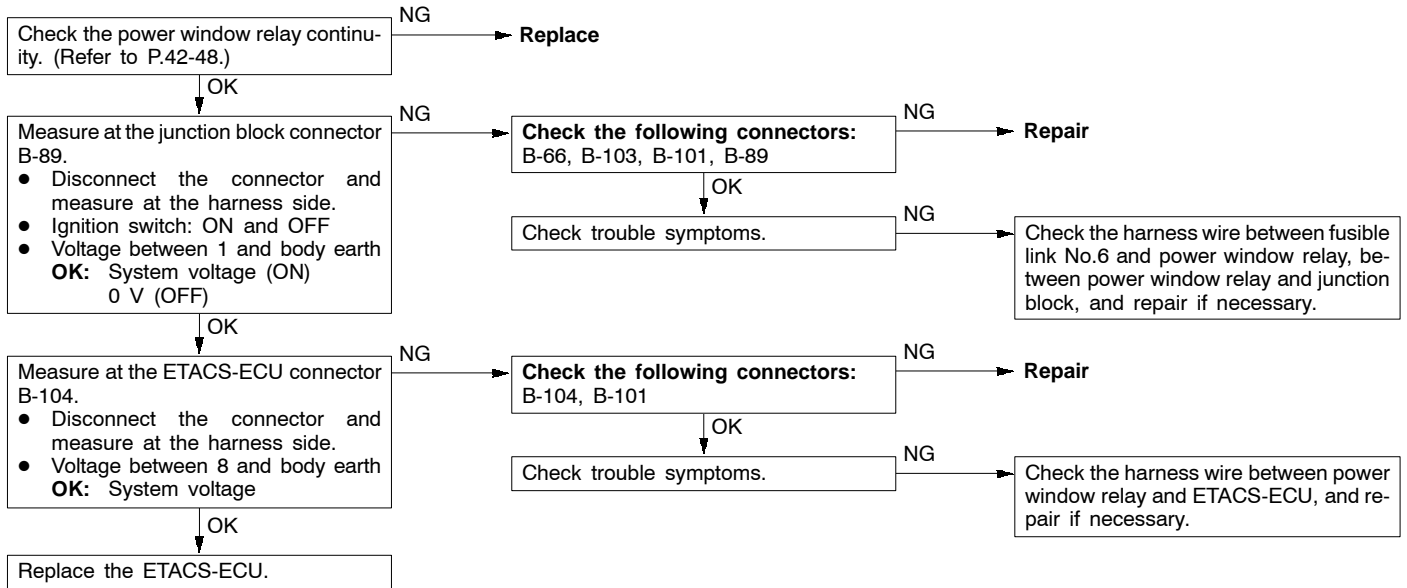 Check the power window relay continu-
ity. (Refer to P.42-48.)
NG
Replace
OK
Measure at the junction block connector
B-89.
● Disconnect the connector and
measure at the harness side.
● Ignition switch: ON and OFF
● Voltage between 1 and body earth
OK: System voltage (ON)
0 V (OFF)
NG
Check the following connectors:
B-66, B-103, B-101, B-89
NG
Repair
OK
Check trouble symptoms.
NG
Check the harness wire between fusible
link No.6 and power window relay, be-
tween power window relay and junction
block, and repair if necessary.
OK
Measure at the ETACS-ECU connector
B-104.
● Disconnect the connector and
measure at the harness side.
● Voltage between 8 and body earth
OK: System voltage
NG
Check the following connectors:
B-104, B-101
NG
Repair
OK
Check trouble symptoms.
NG
Check the harness wire between power
window relay and ETACS-ECU, and re-
pair if necessary.
OK
Replace the ETACS-ECU.